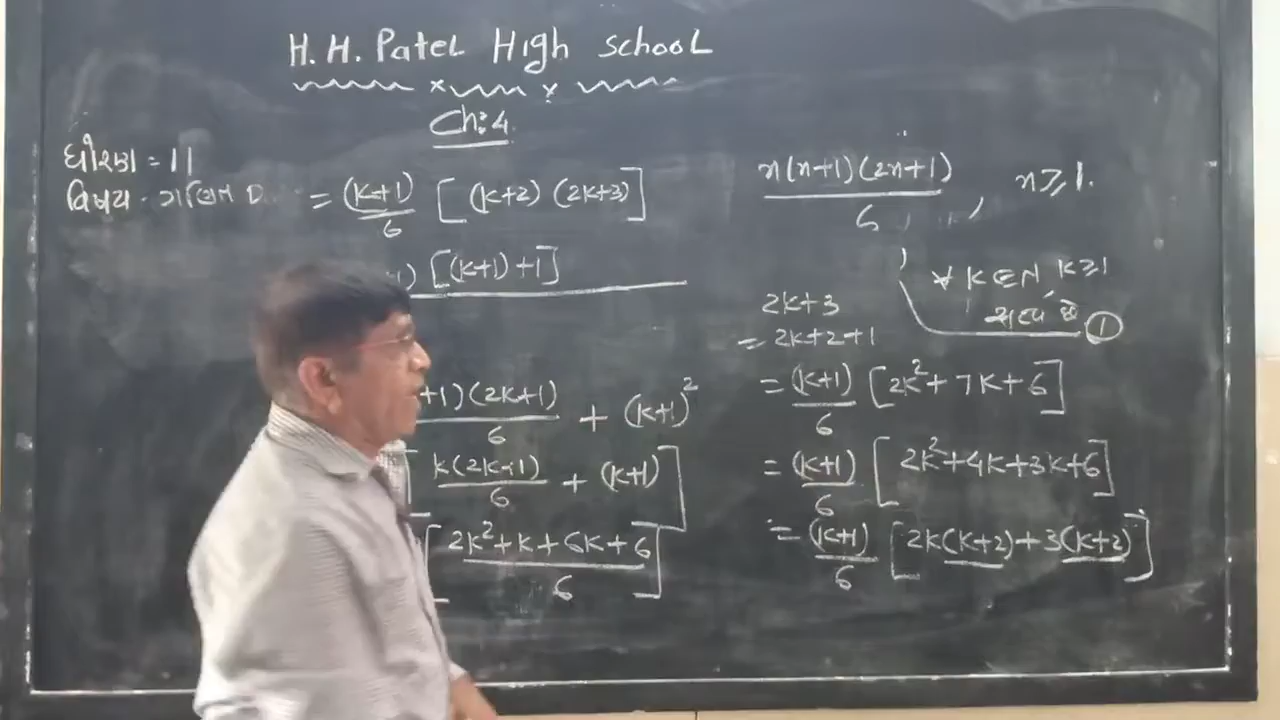 H. H. Patel High School
Ch:4
ધોરણ = 11
વિષય - ગણિત D
= (k+1)/6 [(k+2) (2k+3)]
) [(k+1) +1]
+1)(2k+1)/6 + (k+1)²
[k(2k+1)/6 + (k+1)]
[2k²+k+6k+6/6]
n(n+1)(2n+1)/6 , n≥1.
∀ k∈N, k≥1
સત્ય છે ①
2k+3
= 2k+2+1
= (k+1)/6 [2k²+7k+6]
= (k+1)/6 [2k²+4k+3k+6]
= (k+1)/6 [2k(k+2)+3(k+2)]